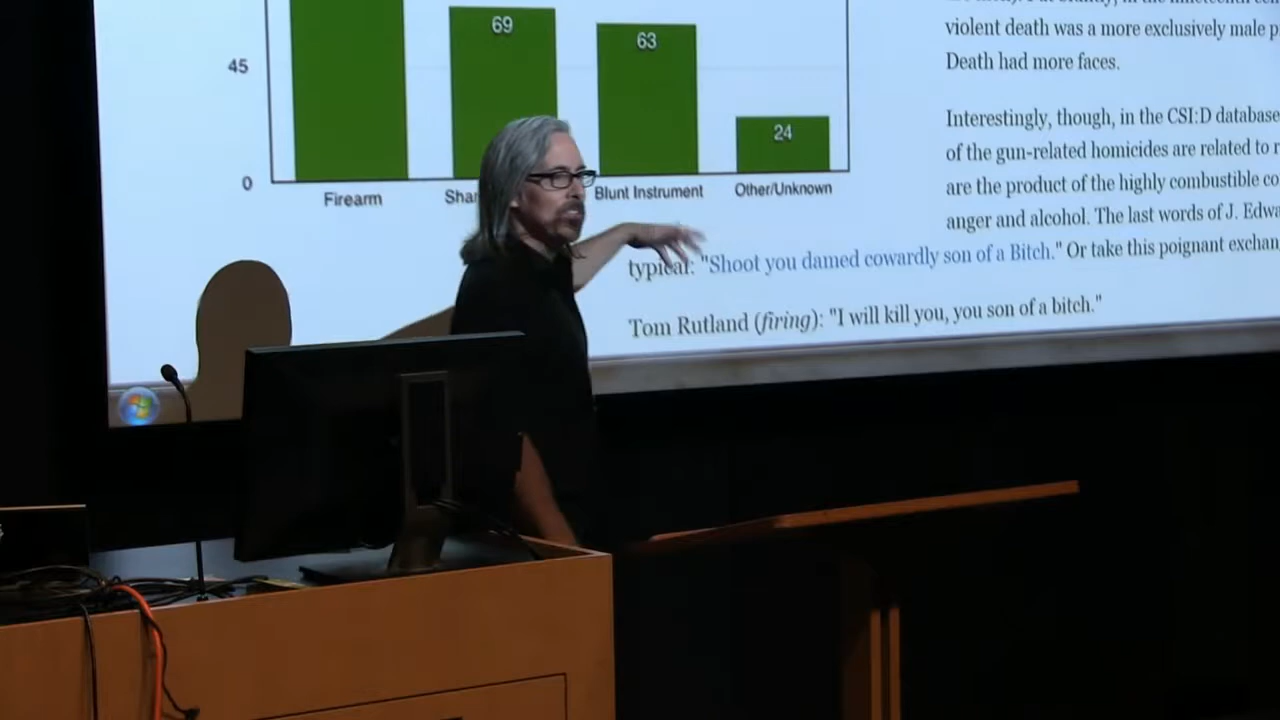 69
63
45
24
0
Firearm
Blunt Instrument
Other/Unknown
violent death was a more exclusively male
Death had more faces.
Interestingly, though, in the CSI:D database
of the gun-related homicides are related to
are the product of the highly combustible
anger and alcohol. The last words of J.
typical: "Shoot you damed cowardly son of a Bitch." Or take this poignant
Tom Rutland (firing): "I will kill you, you son of a bitch."